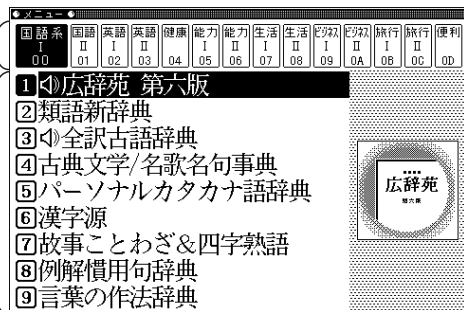 メニュー
国語系 I 00
国語 II 01
英語 I 02
英語 II 03
健康 04
能力 I 05
能力 II 06
生活 I 07
生活 II 08
ビジネス I 09
ビジネス II 0A
旅行 I 0B
旅行 II 0C
便利 0D
1 広辞苑 第六版
2 類語新辞典
3 全訳古語辞典
4 古典文学/名歌名句事典
5 パーソナルカタカナ語辞典
6 漢字源
7 故事ことわざ&四字熟語
8 例解慣用句辞典
9 言葉の作法辞典
広辞苑
第六版